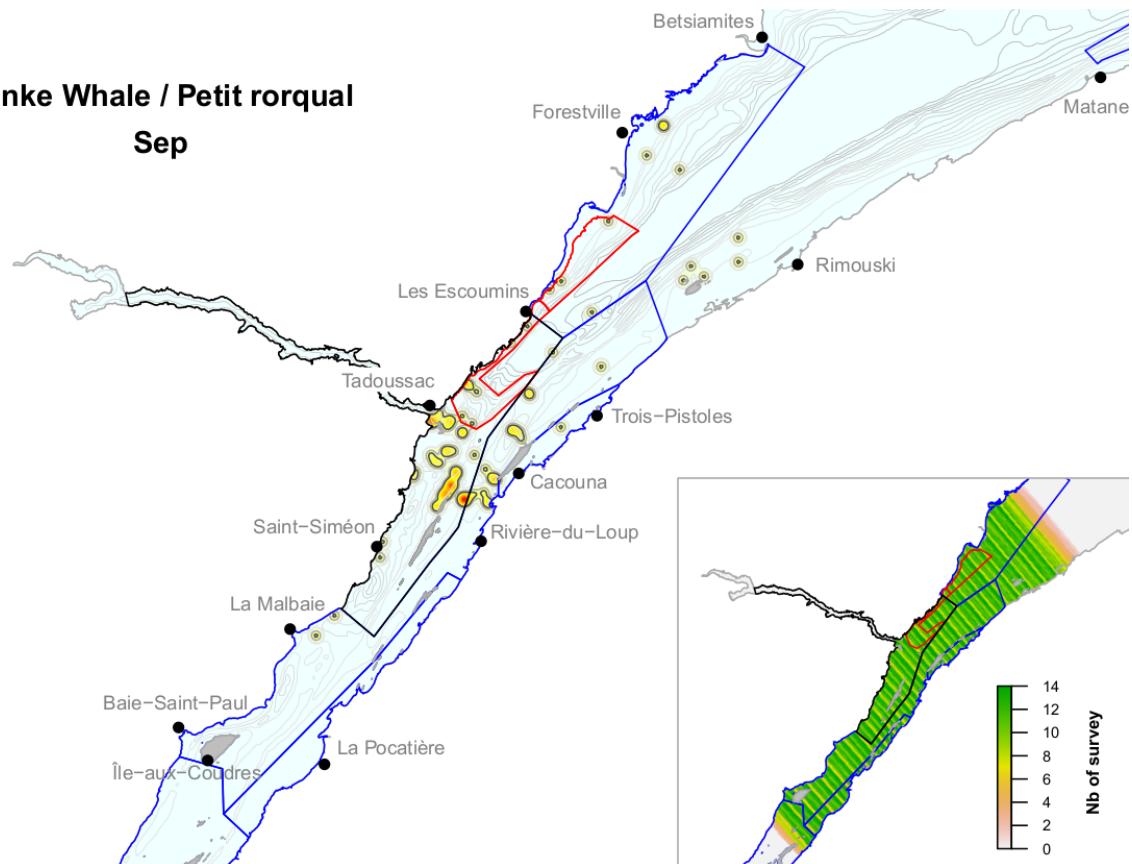 Betsiamites
nke Whale / Petit rorqual
Sep
Forestville
Matane
Rimouski
Les Escoumins
Tadoussac
Trois−Pistoles
Cacouna
Saint−Siméon
Rivière−du−Loup
La Malbaie
Baie−Saint−Paul
La Pocatière
Île−aux−Coudres
14
12
10
8
6
4
2
0
Nb of survey